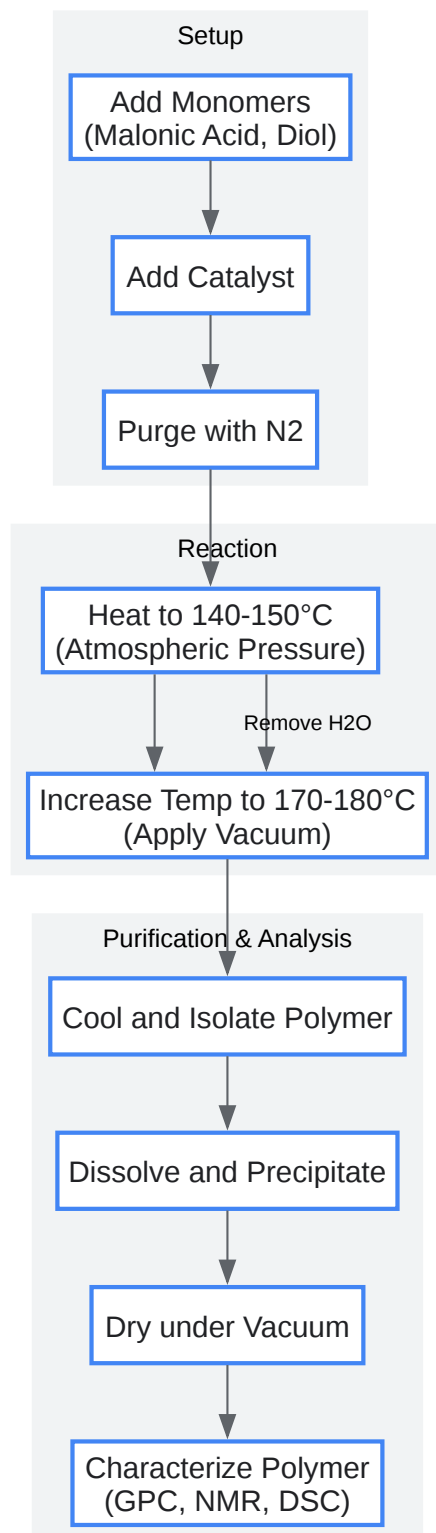 Setup
Add Monomers
(Malonic Acid, Diol)
Add Catalyst
Purge with N2
Reaction
Heat to 140-150°C
(Atmospheric Pressure)
Remove H2O
Increase Temp to 170-180°C
(Apply Vacuum)
Purification & Analysis
Cool and Isolate Polymer
Dissolve and Precipitate
Dry under Vacuum
Characterize Polymer
(GPC, NMR, DSC)